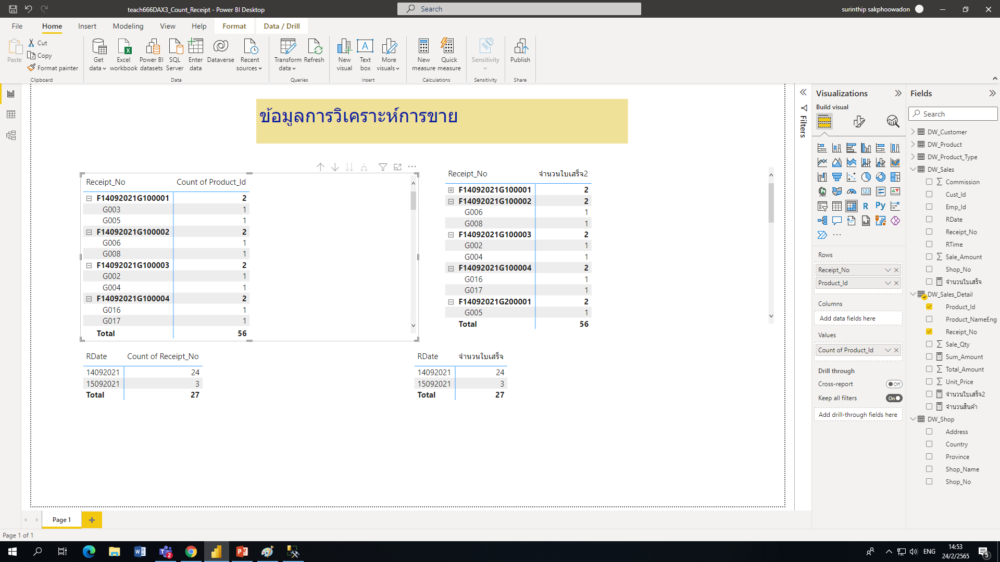 teach666DAX3_Count_Receipt - Power BI Desktop
Search
surinthip sakphoowadon
File
Home
Insert
Modeling
View
Help
Format
Data / Drill
Paste
Cut
Copy
Format painter
Clipboard
Get data
Excel workbook
Power BI datasets
SQL Server
Enter data
Dataverse
Recent sources
Data
Transform data
Refresh
Queries
New visual
Text box
More visuals
Insert
New measure
Quick measure
Calculations
Sensitivity
Sensitivity
Publish
Share
ข้อมูลการวิเคราะห์การขาย
Receipt_No Count of Product_Id
F14092021G100001 2
G003 1
G005 1
F14092021G100002 2
G006 1
G008 1
F14092021G100003 2
G002 1
G004 1
F14092021G100004 2
G016 1
G017 1
Total 56
Receipt_No จำนวนใบเสร็จ2
F14092021G100001 2
F14092021G100002 2
G006 1
G008 1
F14092021G100003 2
G002 1
G004 1
F14092021G100004 2
G016 1
G017 1
F14092021G200001 2
G005 1
Total 56
RDate Count of Receipt_No
14092021 24
15092021 3
Total 27
RDate จำนวนใบเสร็จ
14092021 24
15092021 3
Total 27
Filters
Visualizations
Build visual
123
R
Py
Rows
Receipt_No
Product_Id
Columns
Add data fields here
Values
Count of Product_Id
Drill through
Cross-report
Off
Keep all filters
On
Add drill-through fields here
Fields
Search
DW_Customer
DW_Product
DW_Product_Type
DW_Sales
Commission
Cust_Id
Emp_Id
RDate
Receipt_No
RTime
Sale_Amount
Shop_No
จำนวนใบเสร็จ
DW_Sales_Detail
Product_Id
Product_NameEng
Receipt_No
Sale_Qty
Sum_Amount
Total_Amount
Unit_Price
จำนวนใบเสร็จ2
จำนวนสินค้า
DW_Shop
Address
Country
Province
Shop_Name
Shop_No
Page 1
Page 1 of 1
2
ENG
14:53
24/2/2565
5